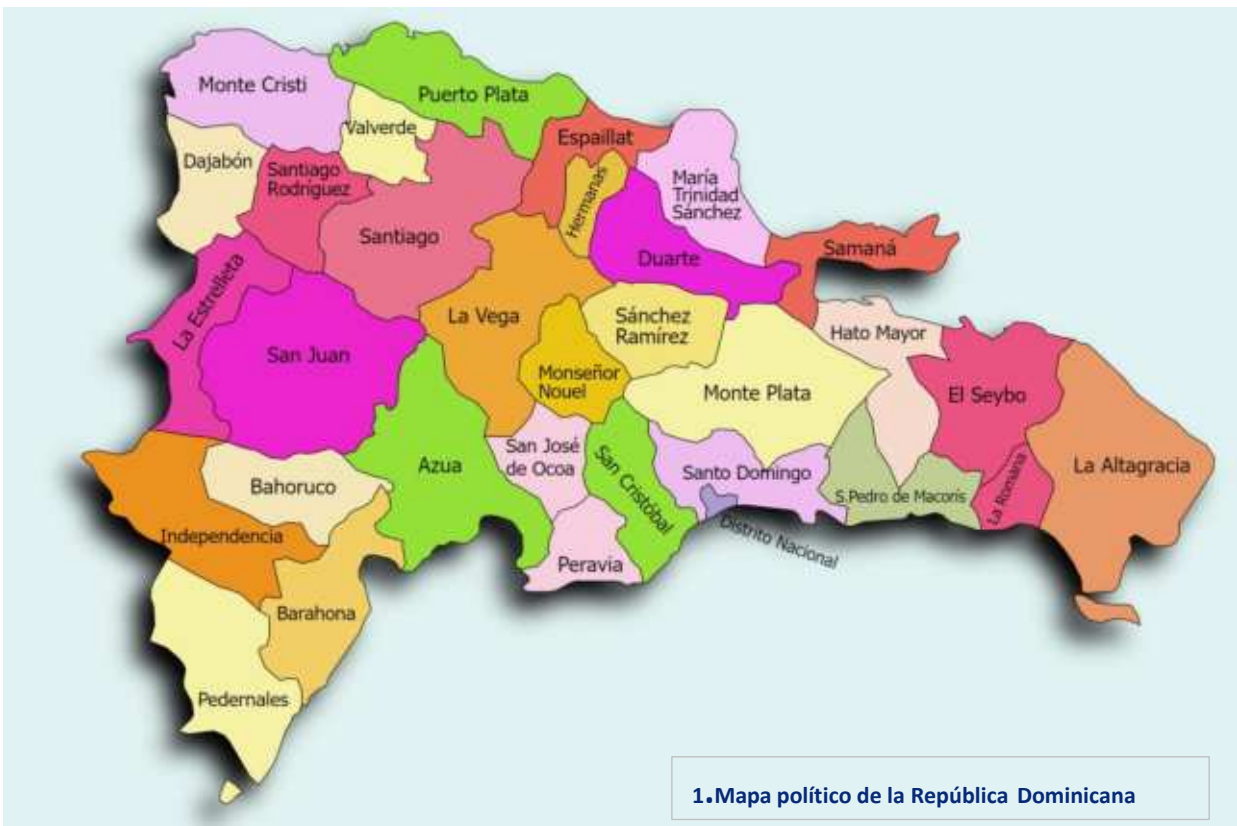 Monte Cristi
Puerto Plata
Valverde
Espaillat
Dajabón
Santiago
Rodríguez
Hermanas
María
Trinidad
Sánchez
Santiago
Duarte
Samaná
La Estrelleta
La Vega
Sánchez
Ramírez
Hato Mayor
San Juan
Monseñor
Nouel
Monte Plata
El Seybo
San José
de Ocoa
San Cristóbal
Azua
Santo Domingo
La Altagracia
Bahoruco
S.Pedro de Macorís
La Romana
Independencia
Distrito Nacional
Peravia
Barahona
Pedernales
1.Mapa político de la República Dominicana